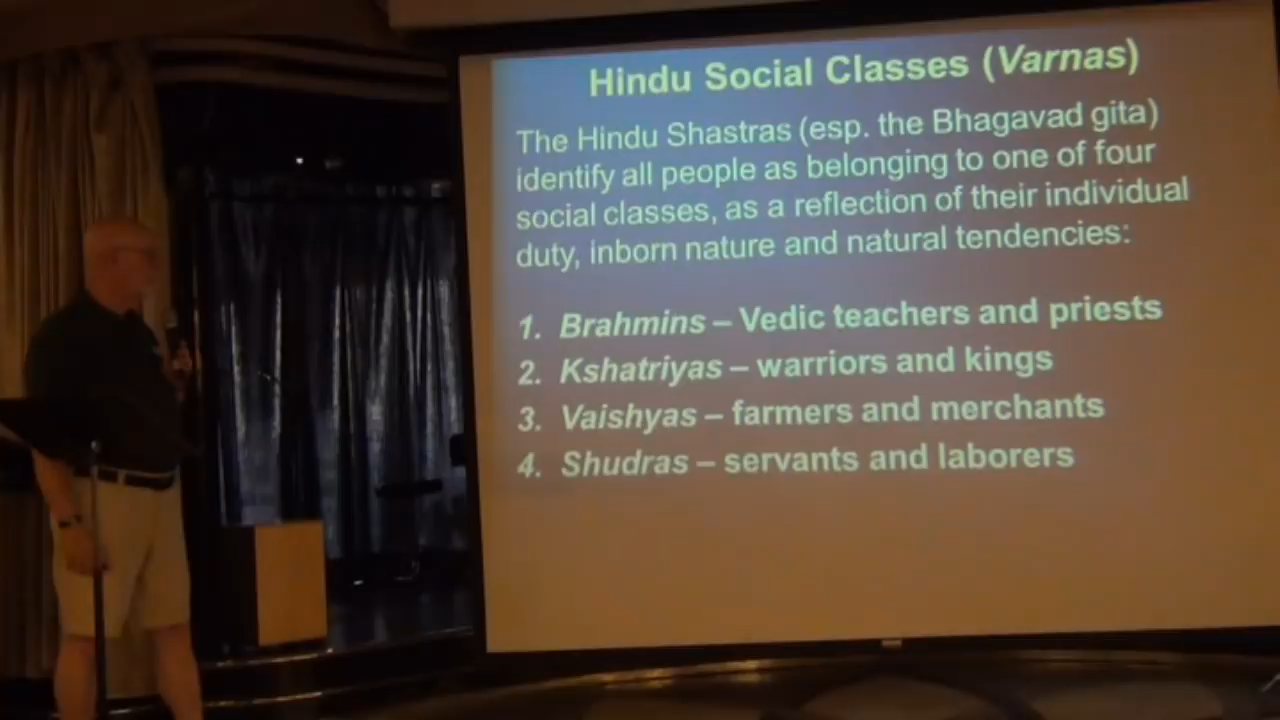 Hindu Social Classes (Varnas)
The Hindu Shastras (esp. the Bhagavad gita)
identify all people as belonging to one of four
social classes, as a reflection of their individual
duty, inborn nature and natural tendencies:
1. Brahmins – Vedic teachers and priests
2. Kshatriyas – warriors and kings
3. Vaishyas – farmers and merchants
4. Shudras – servants and laborers